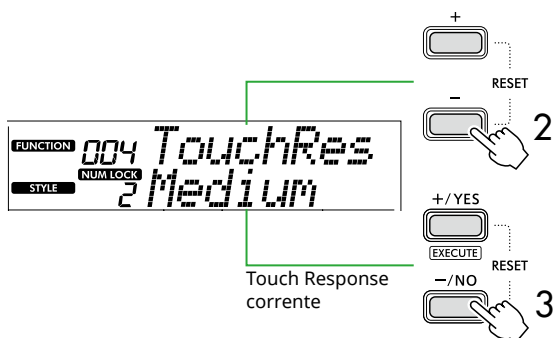 +
RESET
-
2
FUNCTION 004 TouchRes
NUM LOCK
STYLE 2 Medium
+/YES
EXECUTE
RESET
-/NO
3
Touch Response
corrente